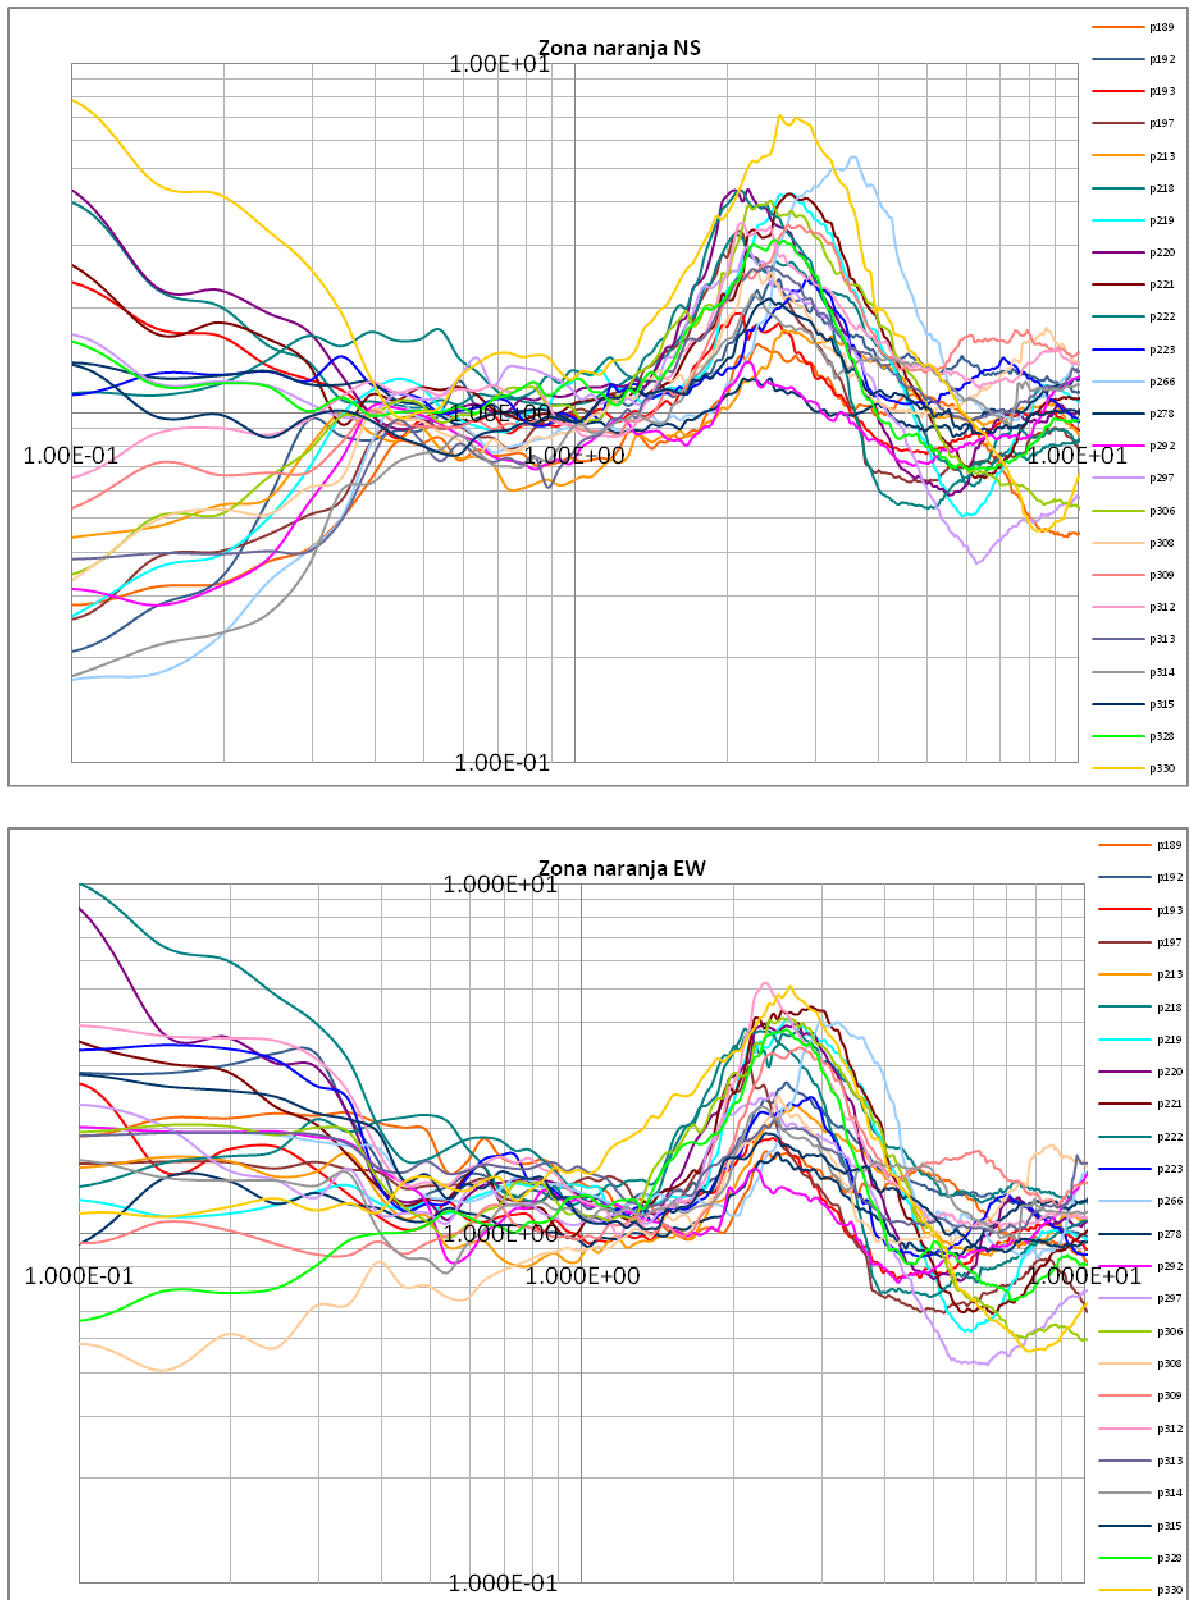 Zona naranja NS
1.00E+01
1.00E+00
1.00E-01
1.00E+00
1.00E+01
1.00E-01
p189
p192
p193
p197
p213
p218
p219
p220
p221
p222
p223
p266
p278
p292
p297
p306
p308
p309
p312
p313
p314
p315
p328
p330
Zona naranja EW
1.000E+01
1.000E+00
1.000E-01
1.000E+00
1.000E+01
1.000E-01
p189
p192
p193
p197
p213
p218
p219
p220
p221
p222
p223
p266
p278
p292
p297
p306
p308
p309
p312
p313
p314
p315
p328
p330